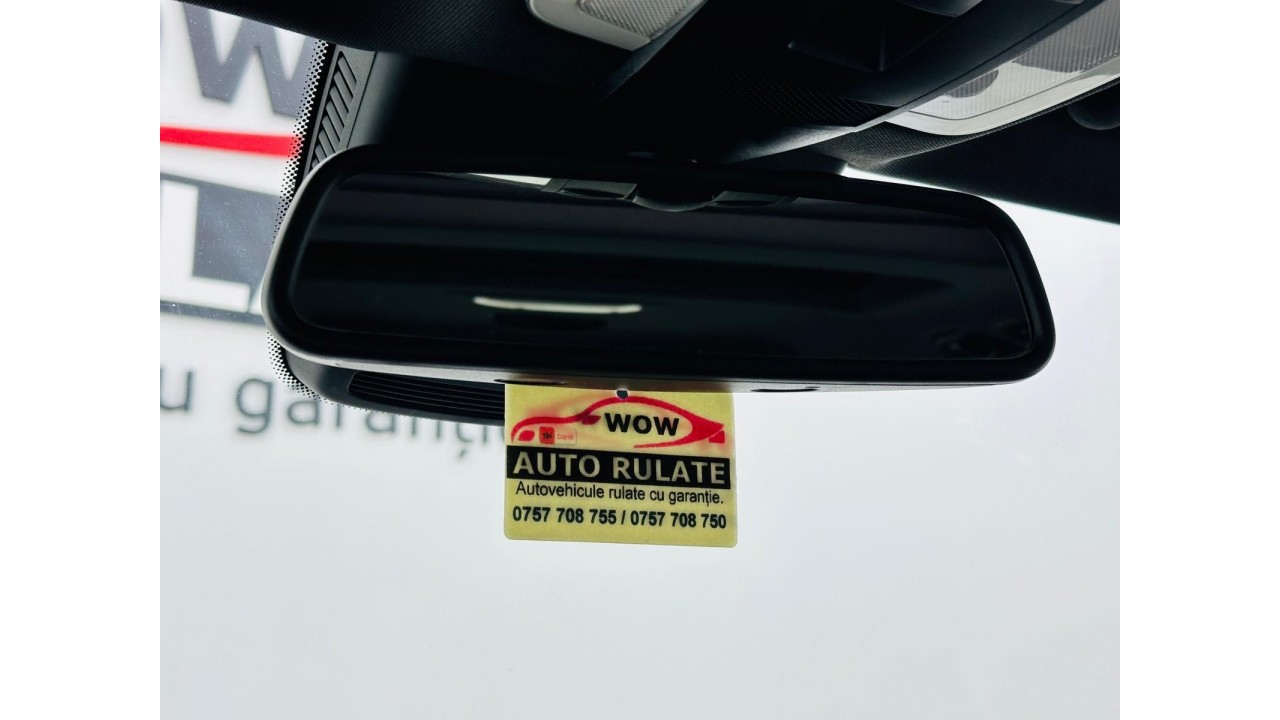 WOW
AUTO RULATE
Autovehicule rulate cu garanție.
0757 708 755 / 0757 708 750
garanți